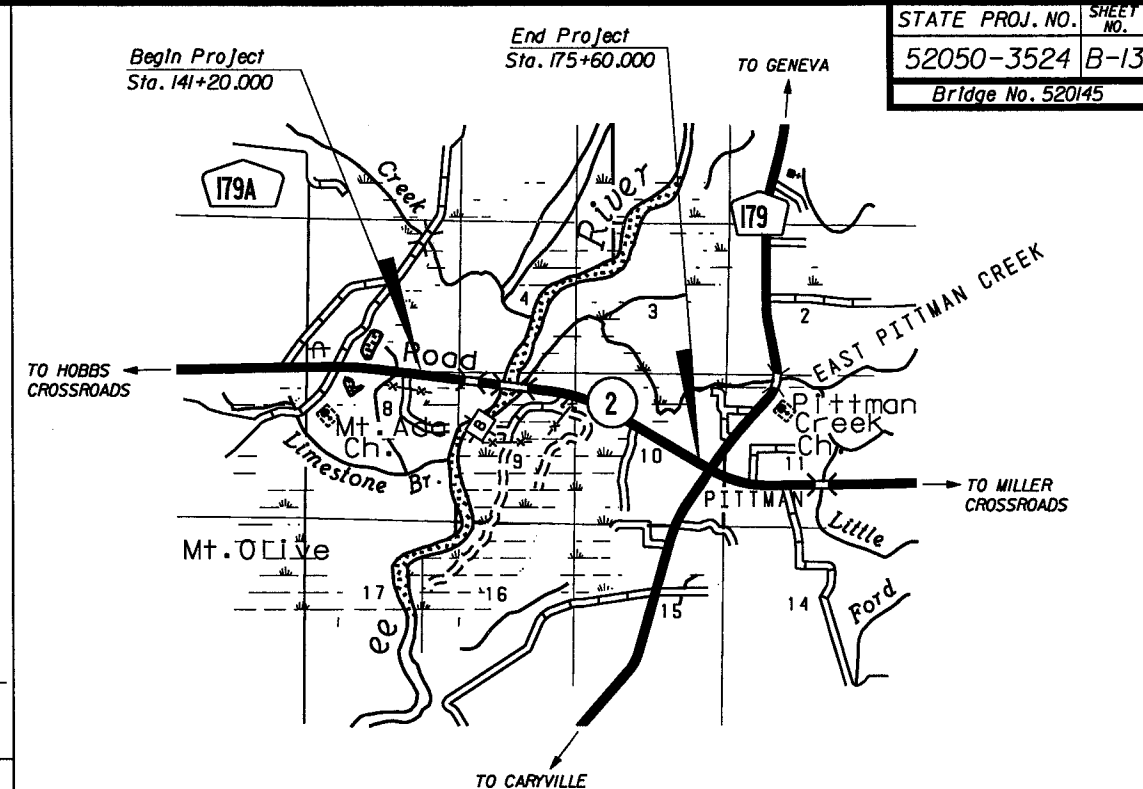 STATE PROJ. NO.
SHEET NO.
52050-3524
B-13
Bridge No. 520145
Begin Project
Sta. 141+20.000
End Project
Sta. 175+60.000
TO GENEVA
179A
Creek
River
179
4
3
2
EAST PITTMAN CREEK
TO HOBBS
CROSSROADS
Road
2
8
8
Mt. Ada
Ch.
Pittman
Creek
Ch.
9
10
11
Limestone Br.
PITTMAN
TO MILLER
CROSSROADS
Little
Mt. Olive
17
16
15
14
Ford
ee
TO CARYVILLE